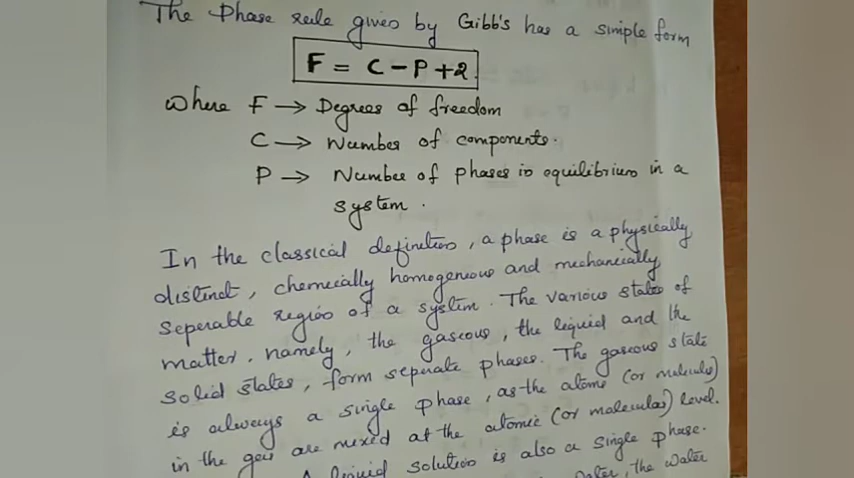 The Phase rule given by Gibb's has a simple form
F = C - P + 2
where F → Degrees of freedom
C → Number of components.
P → Number of phases in equilibrium in a
system.
In the classical definition, a phase is a physically
distinct, chemically homogenious and mechanically
seperable region of a system. The various states of
matter, namely, the gaseous, the liquid and the
solid states, form seperate phases. The gaseous state
is always a single phase, as the atoms (or molecules)
in the gas are mixed at the atomic (or molecular) level.
A liquid solution is also a single phase.
water, the water